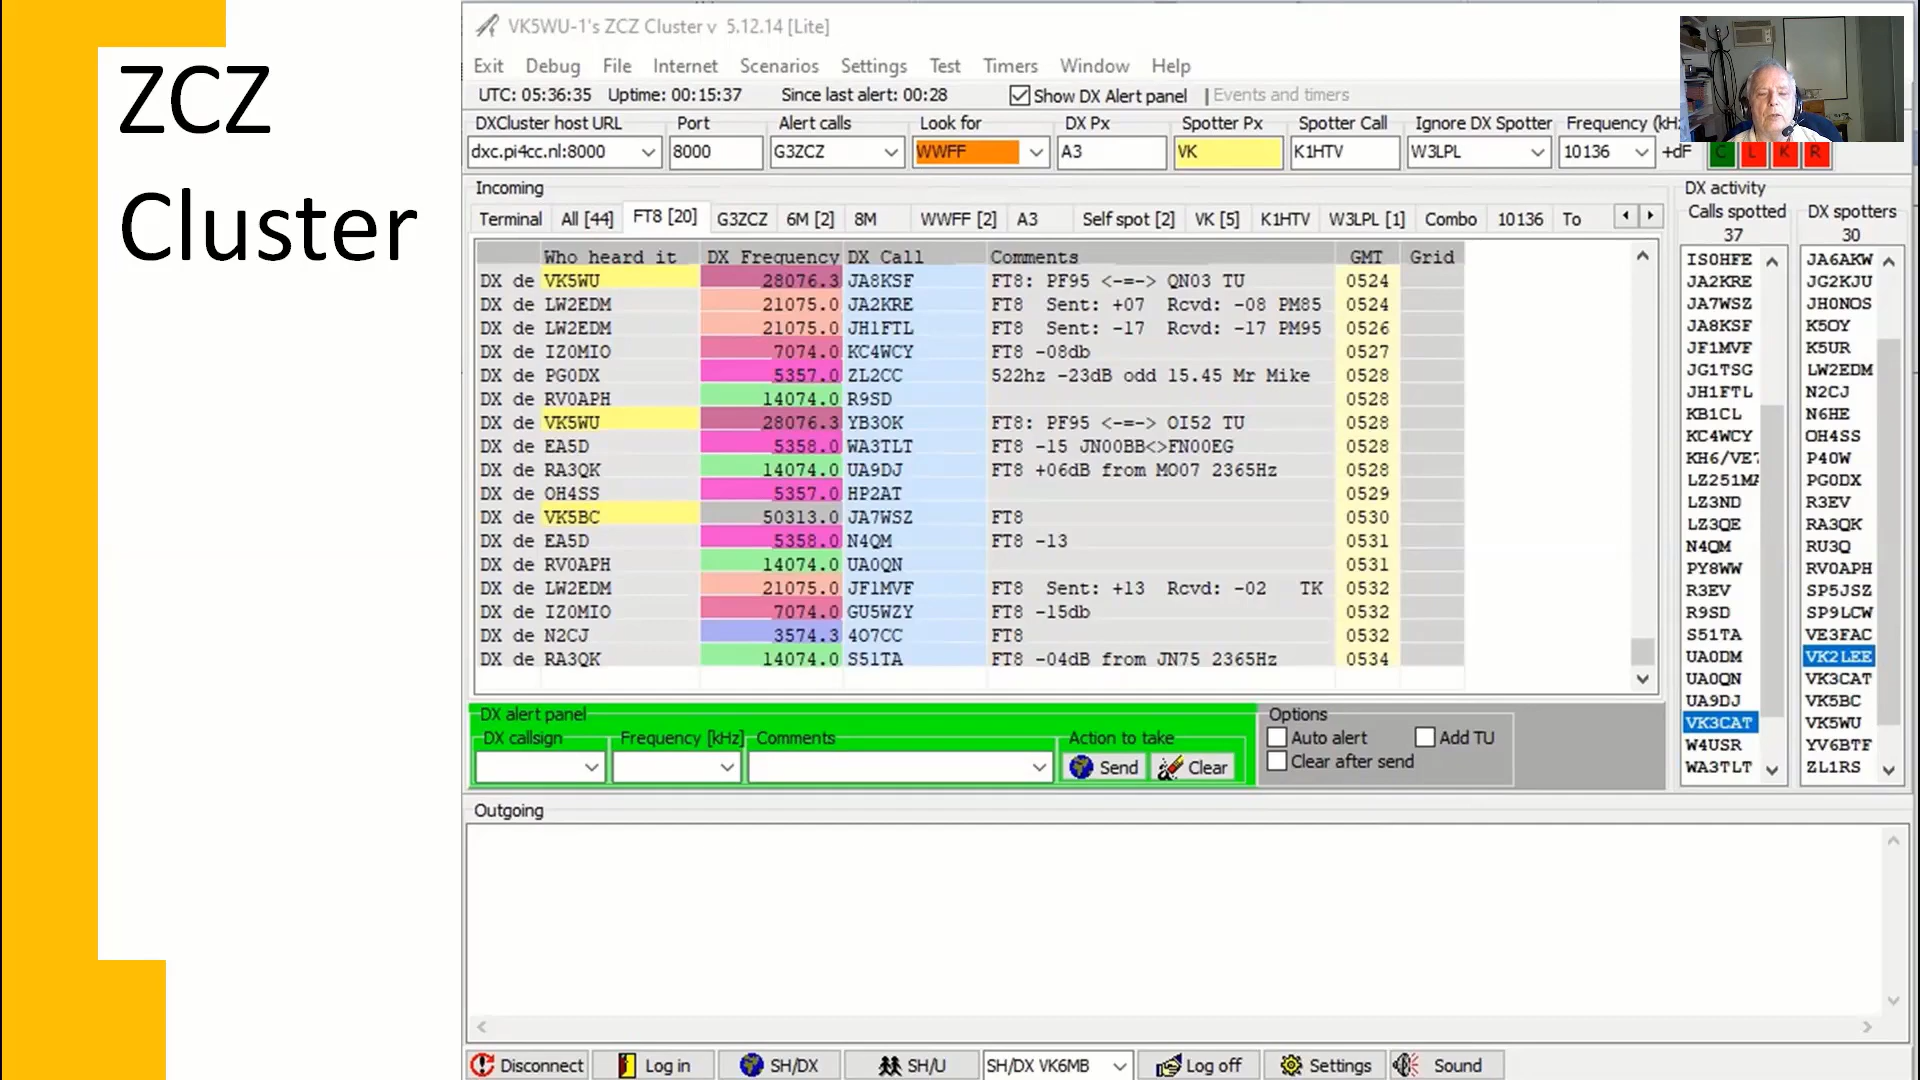 ZCZ
Cluster
VK5WU-1's ZCZ Cluster v 5.12.14 [Lite]
Exit Debug File Internet Scenarios Settings Test Timers Window Help
UTC: 05:36:35 Uptime: 00:15:37 Since last alert: 00:28 Show DX Alert panel Events and timers
DXCluster host URL Port Alert calls Look for DX Px Spotter Px Spotter Call Ignore DX Spotter Frequency (kHz
dxc.pi4cc.nl:8000 8000 G3ZCZ WWFF A3 VK K1HTV W3LPL 10136 +dF C L K R
Incoming
Terminal All [44] FT8 [20] G3ZCZ 6M [2] 8M WWFF [2] A3 Self spot [2] VK [5] K1HTV W3LPL [1] Combo 10136 To
Who heard it DX Frequency DX Call Comments GMT Grid
DX de VK5WU 28076.3 JA8KSF FT8: PF95 <-=-> QN03 TU 0524
DX de LW2EDM 21075.0 JA2KRE FT8 Sent: +07 Rcvd: -08 PM85 0524
DX de LW2EDM 21075.0 JH1FTL FT8 Sent: -17 Rcvd: -17 PM95 0526
DX de IZ0MIO 7074.0 KC4WCY FT8 -08db 0527
DX de PG0DX 5357.0 ZL2CC 522hz -23dB odd 15.45 Mr Mike 0528
DX de RV0APH 14074.0 R9SD 0528
DX de VK5WU 28076.3 YB3OK FT8: PF95 <-=-> OI52 TU 0528
DX de EA5D 5358.0 WA3TLT FT8 -15 JN00BB<>FN00EG 0528
DX de RA3QK 14074.0 UA9DJ FT8 +06dB from MO07 2365Hz 0528
DX de OH4SS 5357.0 HP2AT 0529
DX de VK5BC 50313.0 JA7WSZ FT8 0530
DX de EA5D 5358.0 N4QM FT8 -13 0531
DX de RV0APH 14074.0 UA0QN 0531
DX de LW2EDM 21075.0 JF1MVF FT8 Sent: +13 Rcvd: -02 TK 0532
DX de IZ0MIO 7074.0 GU5WZY FT8 -15db 0532
DX de N2CJ 3574.3 4O7CC FT8 0532
DX de RA3QK 14074.0 S51TA FT8 -04dB from JN75 2365Hz 0534
DX activity
Calls spotted DX spotters
37 30
IS0HFE JA6AKW
JA2KRE JG2KJU
JA7WSZ JH0NOS
JA8KSF K5OY
JF1MVF K5UR
JG1TSG LW2EDM
JH1FTL N2CJ
KB1CL N6HE
KC4WCY OH4SS
KH6/VE7 P40W
LZ251MA PG0DX
LZ3ND R3EV
LZ3QE RA3QK
N4QM RU3Q
PY8WW RV0APH
R3EV SP5JSZ
R9SD SP9LCW
S51TA VE3FAC
UA0DM VK2LEE
UA0QN VK3CAT
UA9DJ VK5BC
VK3CAT VK5WU
W4USR YV6BTF
WA3TLT ZL1RS
DX alert panel
DX callsign Frequency [kHz] Comments Action to take
Send Clear
Options
Auto alert Add TU
Clear after send
Outgoing
Disconnect Log in SH/DX SH/U SH/DX VK6MB Log off Settings Sound